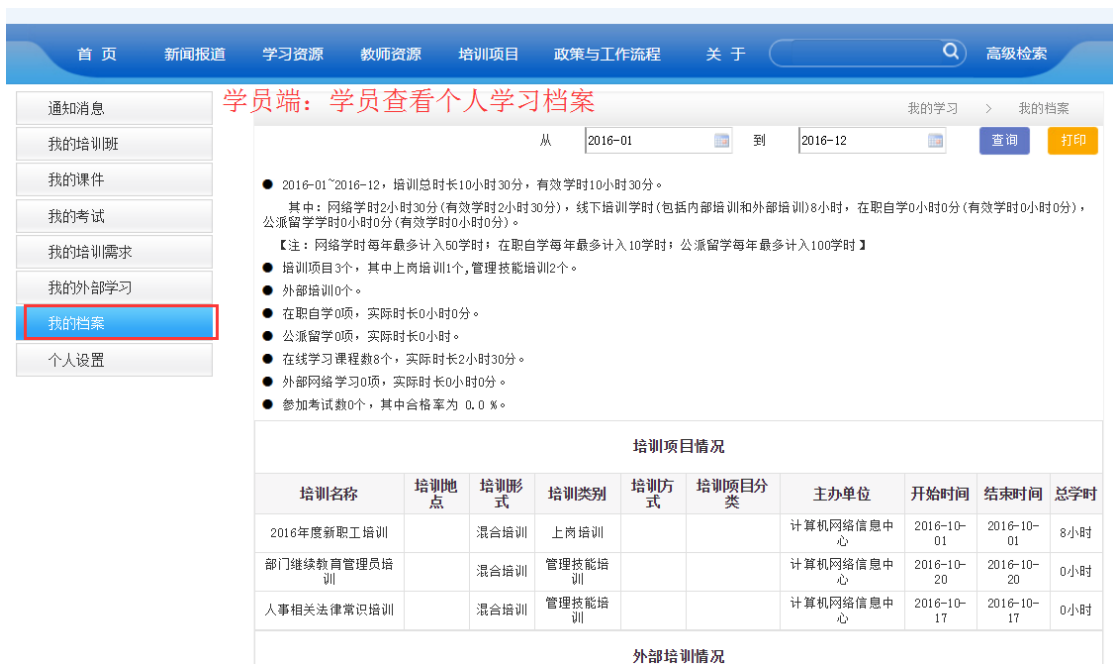 首 页 新闻报道 学习资源 教师资源 培训项目 政策与工作流程 关 于 高级检索
学员端：学员查看个人学习档案
我的学习 > 我的档案
通知消息
我的培训班
我的课件
我的考试
我的培训需求
我的外部学习
我的档案
个人设置
从 2016-01 到 2016-12 查询 打印
● 2016-01~2016-12，培训总时长10小时30分，有效学时10小时30分。
其中：网络学时2小时30分(有效学时2小时30分)，线下培训学时(包括内部培训和外部培训)8小时，在职自学0小时0分(有效学时0小时0分)，
公派留学学时0小时0分(有效学时0小时0分)。
【注：网络学时每年最多计入50学时；在职自学每年最多计入10学时；公派留学每年最多计入100学时】
● 培训项目3个，其中上岗培训1个,管理技能培训2个。
● 外部培训0个。
● 在职自学0项，实际时长0小时0分。
● 公派留学0项，实际时长0小时。
● 在线学习课程数8个，实际时长2小时30分。
● 外部网络学习0项，实际时长0小时0分。
● 参加考试数0个，其中合格率为 0.0 %。
培训项目情况
培训名称 培训地点 培训形式 培训类别 培训方式 培训项目分类 主办单位 开始时间 结束时间 总学时
2016年度新职工培训 混合培训 上岗培训 计算机网络信息中心 2016-10-01 2016-10-01 8小时
部门继续教育管理员培训 混合培训 管理技能培训 计算机网络信息中心 2016-10-20 2016-10-20 0小时
人事相关法律常识培训 混合培训 管理技能培训 计算机网络信息中心 2016-10-17 2016-10-17 0小时
外部培训情况